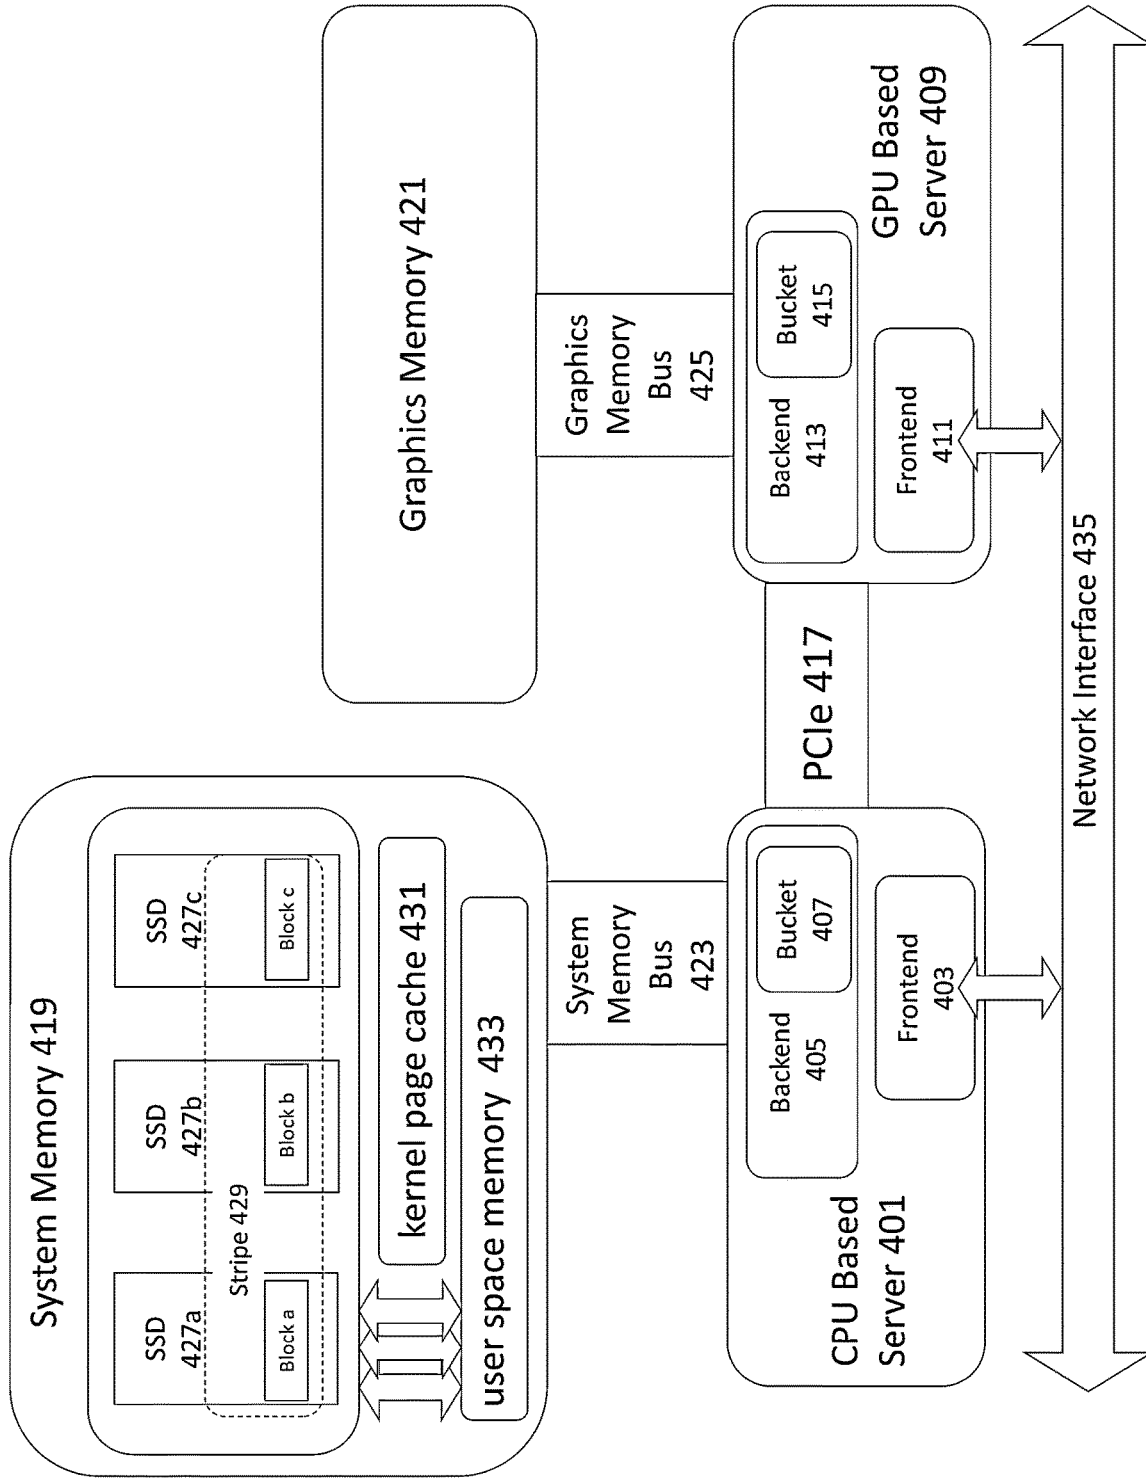 System Memory 419
SSD
427a
SSD
427b
SSD
427c
Stripe 429
Block a
Block b
Block c
kernel page cache 431
user space memory 433
Graphics Memory 421
System
Memory
Bus
423
Graphics
Memory
Bus
425
CPU Based
Server 401
Backend
405
Bucket
407
Frontend
403
PCIe 417
Backend
413
Bucket
415
Frontend
411
GPU Based
Server 409
Network Interface 435